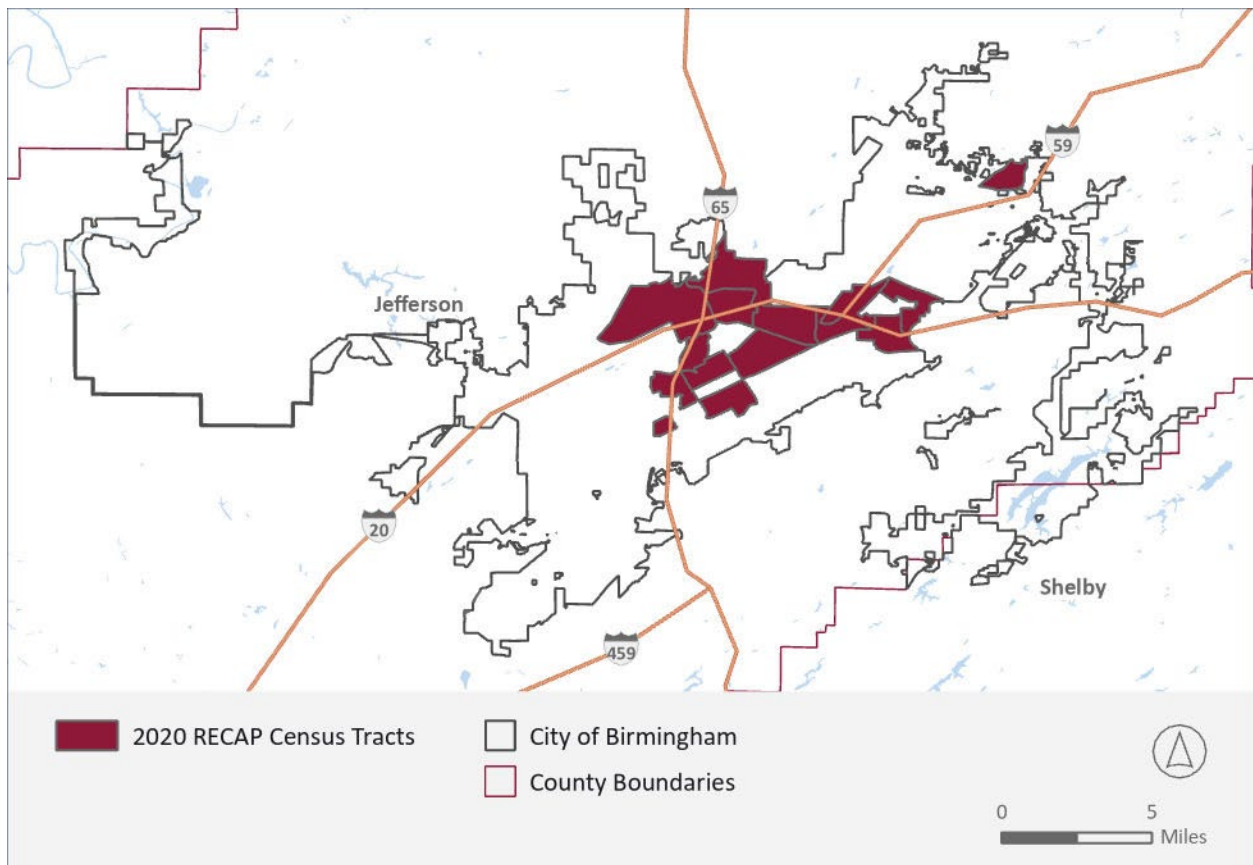 59
65
Jefferson
20
Shelby
459
2020 RECAP Census Tracts
City of Birmingham
County Boundaries
0 5
Miles